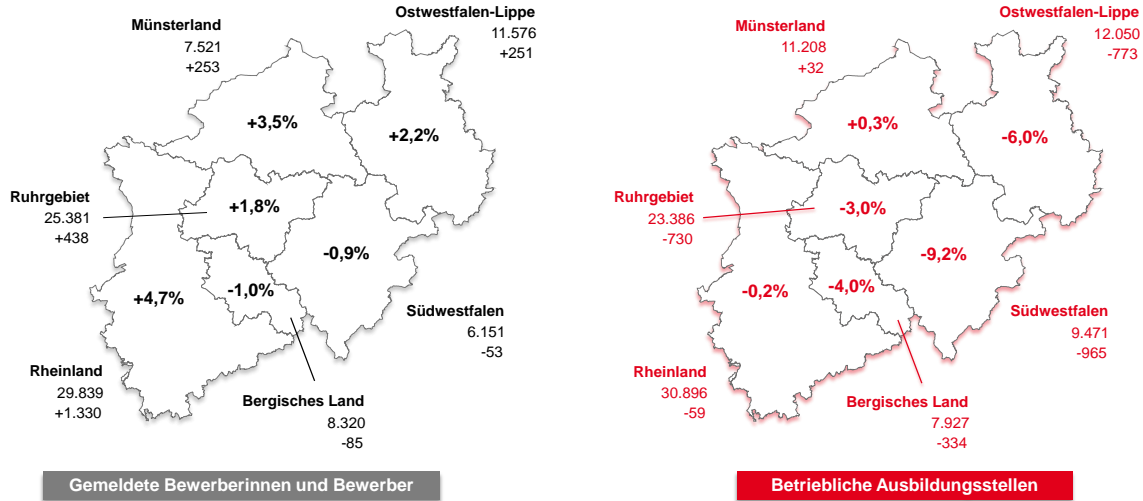 Münsterland
7.521
+253
Ostwestfalen-Lippe
11.576
+251
+3,5%
+2,2%
Ruhrgebiet
25.381
+438
+1,8%
-0,9%
+4,7%
-1,0%
Südwestfalen
6.151
-53
Rheinland
29.839
+1.330
Bergisches Land
8.320
-85
Gemeldete Bewerberinnen und Bewerber
Münsterland
11.208
+32
Ostwestfalen-Lippe
12.050
-773
+0,3%
-6,0%
Ruhrgebiet
23.386
-730
-3,0%
-9,2%
-0,2%
-4,0%
Südwestfalen
9.471
-965
Rheinland
30.896
-59
Bergisches Land
7.927
-334
Betriebliche Ausbildungsstellen